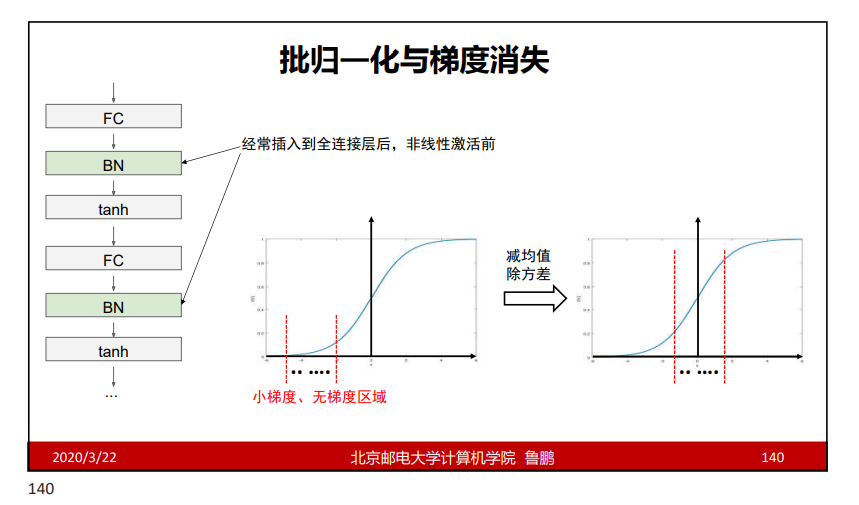 批归一化与梯度消失
FC
经常插入到全连接层后，非线性激活前
BN
tanh
FC
BN
tanh
...
减均值
除方差
小梯度、无梯度区域
2020/3/22
北京邮电大学计算机学院 鲁鹏
140
140